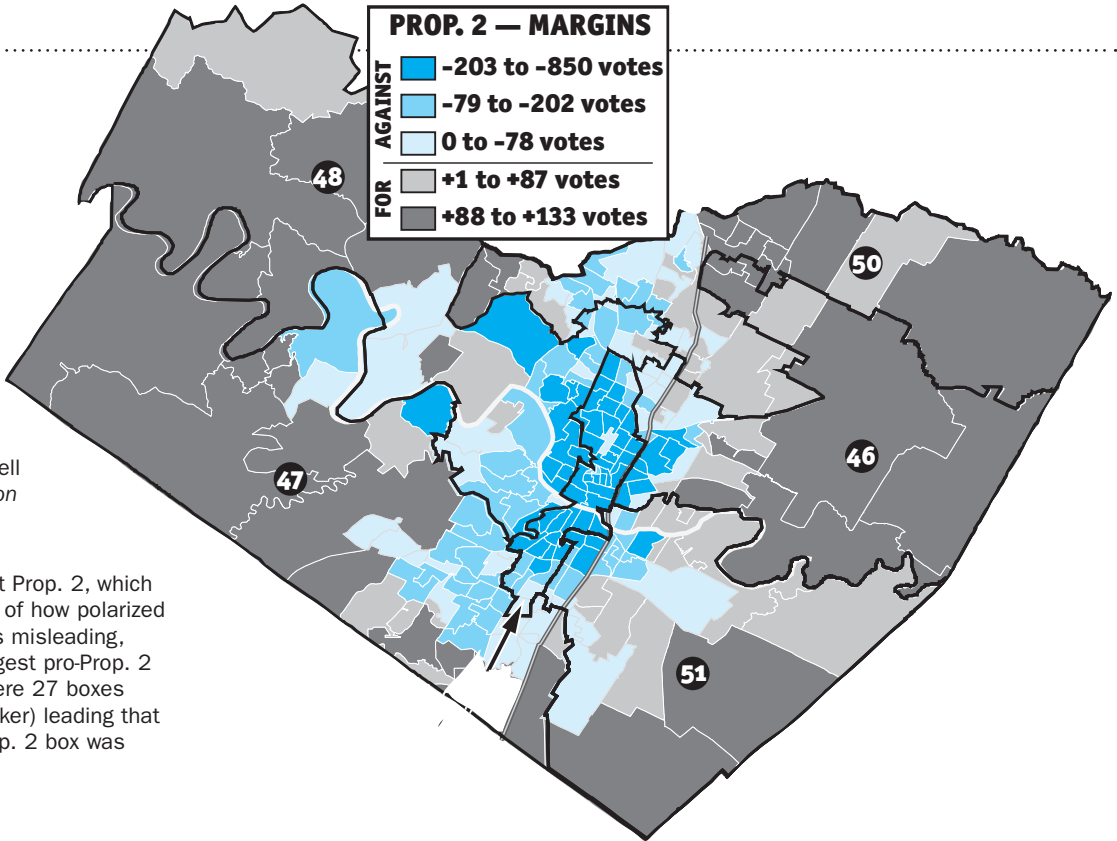 PROP. 2 — MARGINS
AGAINST
-203 to -850 votes
-79 to -202 votes
0 to -78 votes
FOR
+1 to +87 votes
+88 to +133 votes
48
50
47
46
51
ell
on
t Prop. 2, which
of how polarized
s misleading,
gest pro-Prop. 2
ere 27 boxes
ker) leading that
p. 2 box was